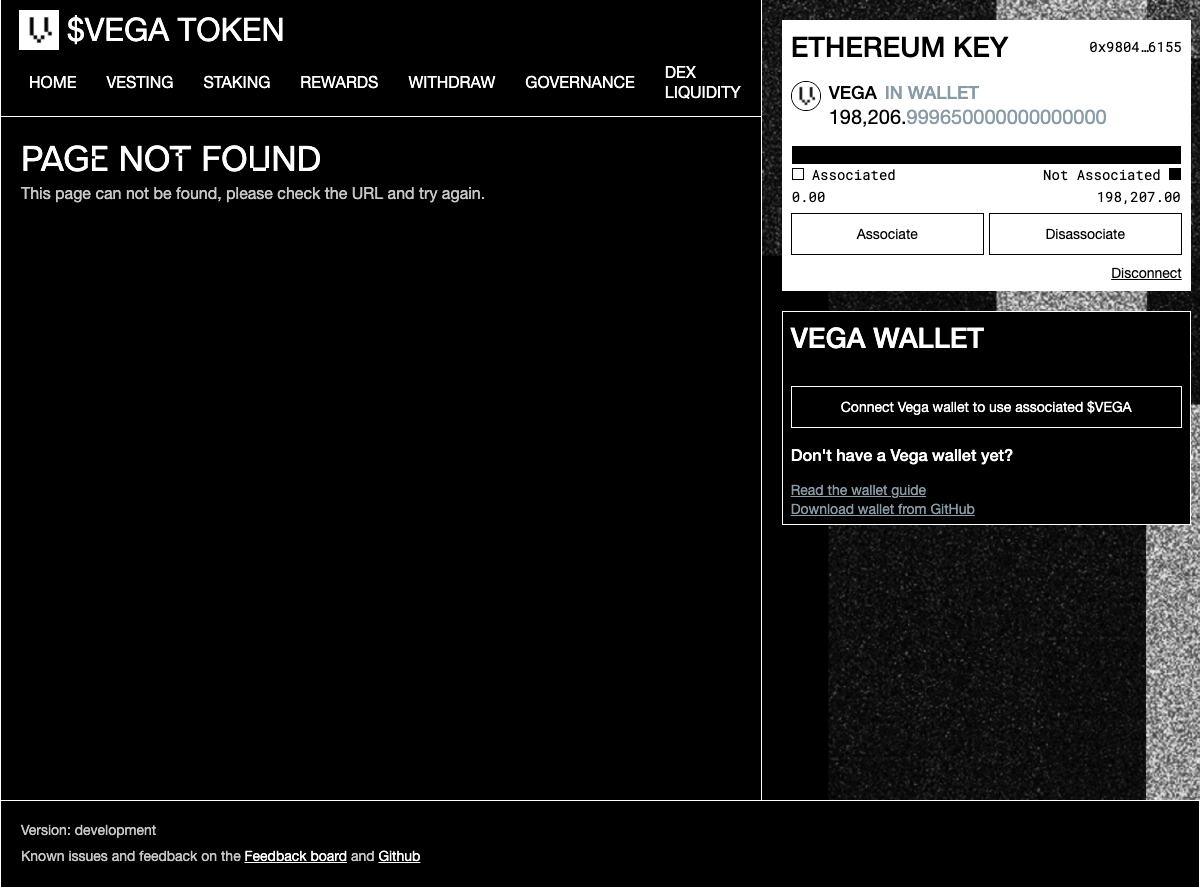 $VEGA TOKEN
HOME VESTING STAKING REWARDS WITHDRAW GOVERNANCE DEX LIQUIDITY
PAGE NOT FOUND
This page can not be found, please check the URL and try again.
ETHEREUM KEY 0x9804…6155
VEGA IN WALLET
198,206.999650000000000000
Associated Not Associated
0.00 198,207.00
Associate Disassociate
Disconnect
VEGA WALLET
Connect Vega wallet to use associated $VEGA
Don't have a Vega wallet yet?
Read the wallet guide
Download wallet from GitHub
Version: development
Known issues and feedback on the Feedback board and Github